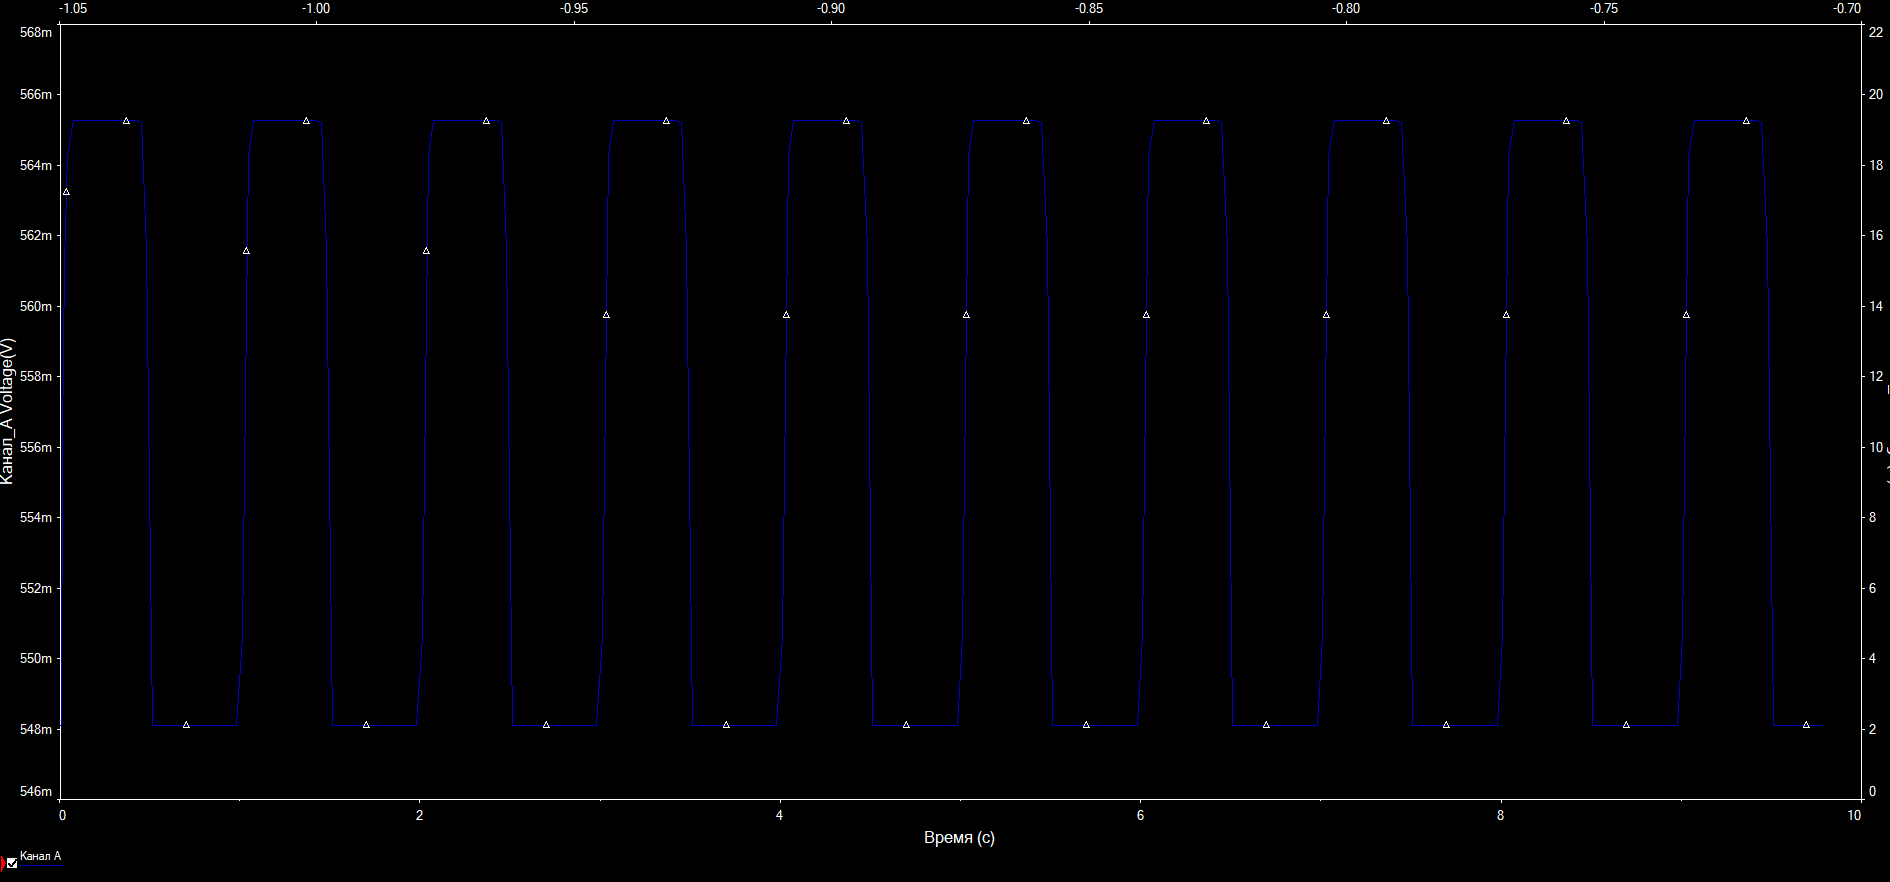 -1.05 -1.00 -0.95 -0.90 -0.85 -0.80 -0.75 -0.70
568m 22
566m 20
564m 18
562m 16
560m 14
558m 12
556m 10
554m 8
552m 6
550m 4
548m 2
546m 0
Канал_A Voltage(V)
0 2 4 6 8 10
Время (с)
Канал A